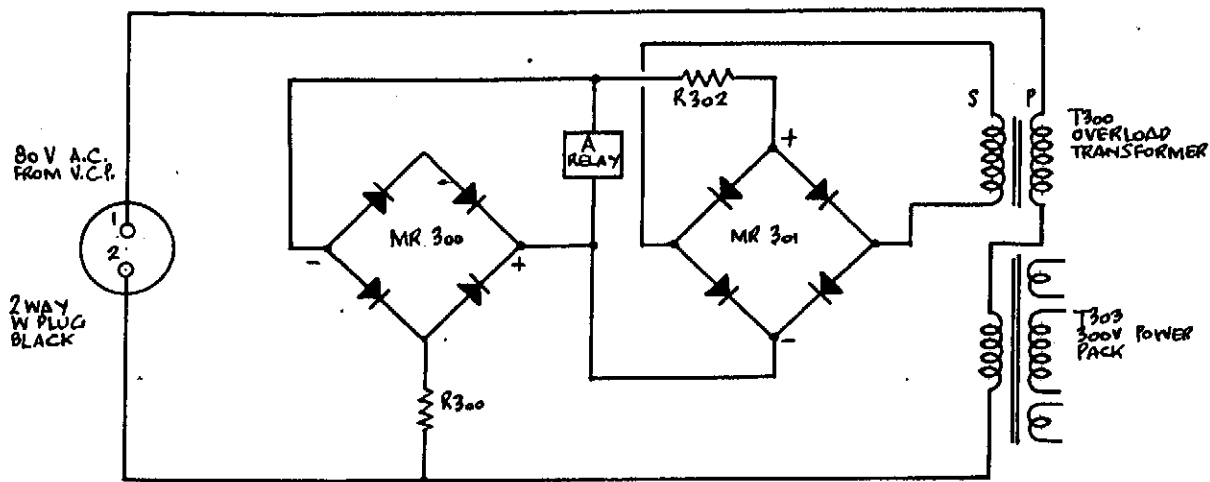 80 V A.C.
FROM V.C.P.
1
2
2 WAY
W PLUG
BLACK
MR. 300
-
+
R300
A
RELAY
R302
+
MR 301
-
S
P
T300
OVERLOAD
TRANSFORMER
T303
300V POWER
PACK